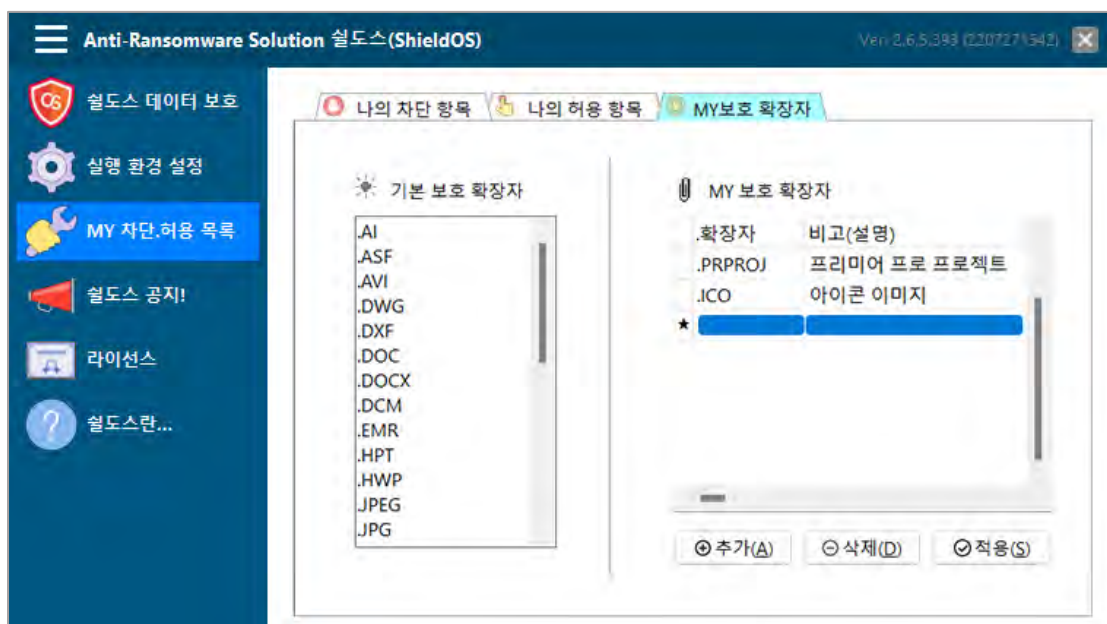 Anti-Ransomware Solution 쉴도스(ShieldOS)
Ver. 2.6.5.393 (2207271542)
쉴도스 데이터 보호
실행 환경 설정
MY 차단.허용 목록
쉴도스 공지!
라이선스
쉴도스란...
나의 차단 항목
나의 허용 항목
MY보호 확장자
기본 보호 확장자
.AI
.ASF
.AVI
.DWG
.DXF
.DOC
.DOCX
.DCM
.EMR
.HPT
.HWP
.JPEG
.JPG
MY 보호 확장자
.확장자 비고(설명)
.PRPROJ 프리미어 프로 프로젝트
.ICO 아이콘 이미지
추가(A)
삭제(D)
적용(S)